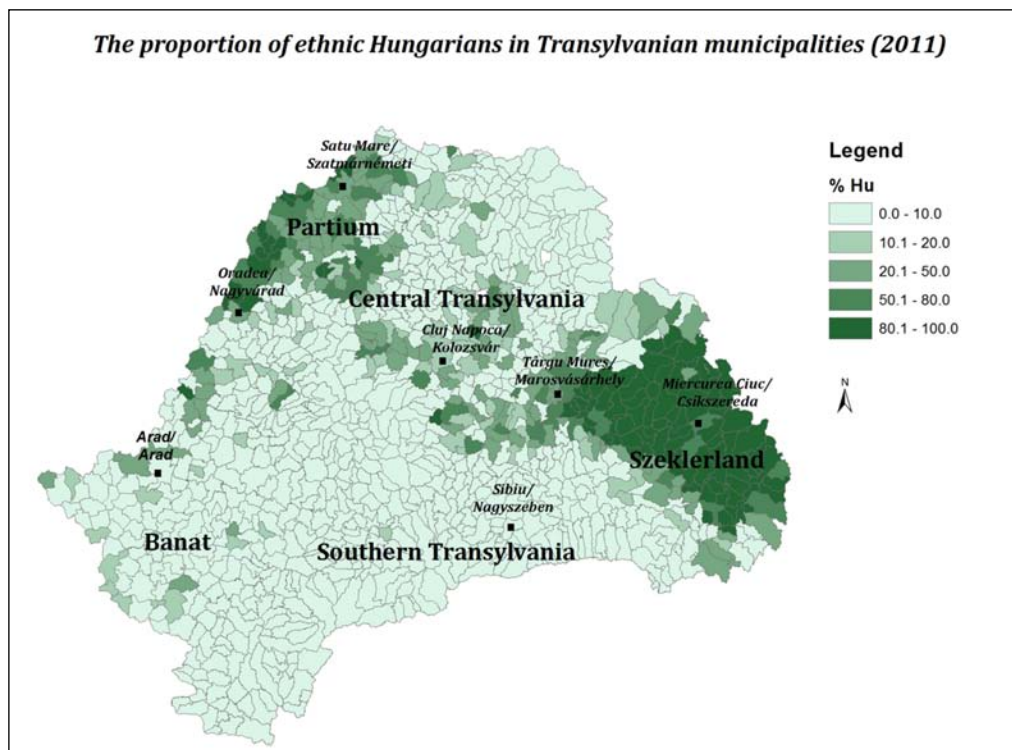 The proportion of ethnic Hungarians in Transylvanian municipalities (2011)
Satu Mare/
Szatmárnémeti
Partium
Oradea/
Nagyvárad
Central Transylvania
Cluj Napoca/
Kolozsvár
Târgu Mures/
Marosvásárhely
Miercurea Ciuc/
Csíkszereda
Szeklerland
Arad/
Arad
Sibiu/
Nagyszeben
Banat
Southern Transylvania
Legend
% Hu
0.0 - 10.0
10.1 - 20.0
20.1 - 50.0
50.1 - 80.0
80.1 - 100.0
N